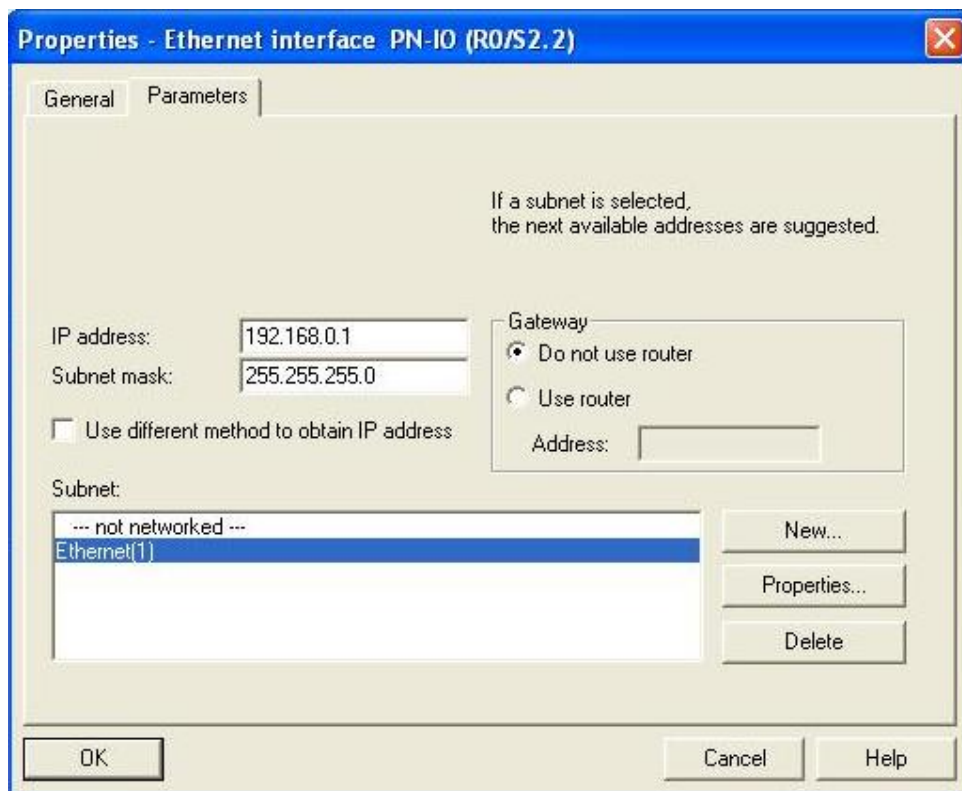 Properties - Ethernet interface PN-IO (R0/S2.2)
General Parameters
If a subnet is selected,
the next available addresses are suggested.
IP address: 192.168.0.1
Subnet mask: 255.255.255.0
Use different method to obtain IP address
Gateway
Do not use router
Use router
Address:
Subnet:
--- not networked ---
Ethernet(1)
New...
Properties...
Delete
OK
Cancel
Help